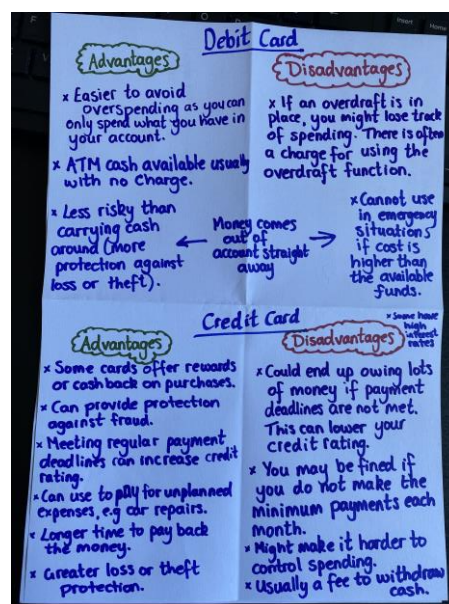 Insert
Home
F
Debit Card
Advantages
x Easier to avoid
overspending as you can
only spend what you have in
your account.
x ATM cash available usually
with no charge.
x Less risky than
carrying cash
around (more
protection against
loss or theft).
Money comes
out of
account straight
away
Disadvantages
x If an overdraft is in
place, you might lose track
of spending. There is often
a charge for using the
overdraft function.
x Cannot use
in emergency
situations
if cost is
higher than
the available
funds.
Credit Card
Advantages
x Some cards offer rewards
or cashback on purchases.
x Can provide protection
against fraud.
x Meeting regular payment
deadlines can increase credit
rating.
x Can use to pay for unplanned
expenses, e.g car repairs.
x Longer time to pay back
the money.
x Greater loss or theft
protection.
Disadvantages
x Some have
high
interest
rates
x Could end up owing lots
of money if payment
deadlines are not met.
This can lower your
credit rating.
x You may be fined if
you do not make the
minimum payments each
month.
x Might make it harder to
control spending.
x Usually a fee to withdraw
cash.